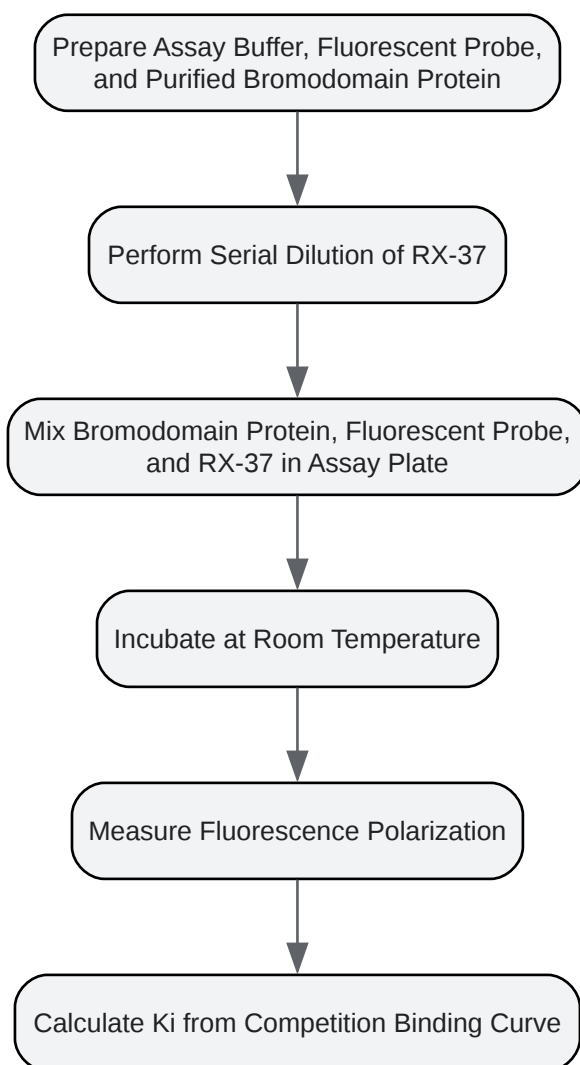 Prepare Assay Buffer, Fluorescent Probe,
and Purified Bromodomain Protein
Perform Serial Dilution of RX-37
Mix Bromodomain Protein, Fluorescent Probe,
and RX-37 in Assay Plate
Incubate at Room Temperature
Measure Fluorescence Polarization
Calculate Ki from Competition Binding Curve